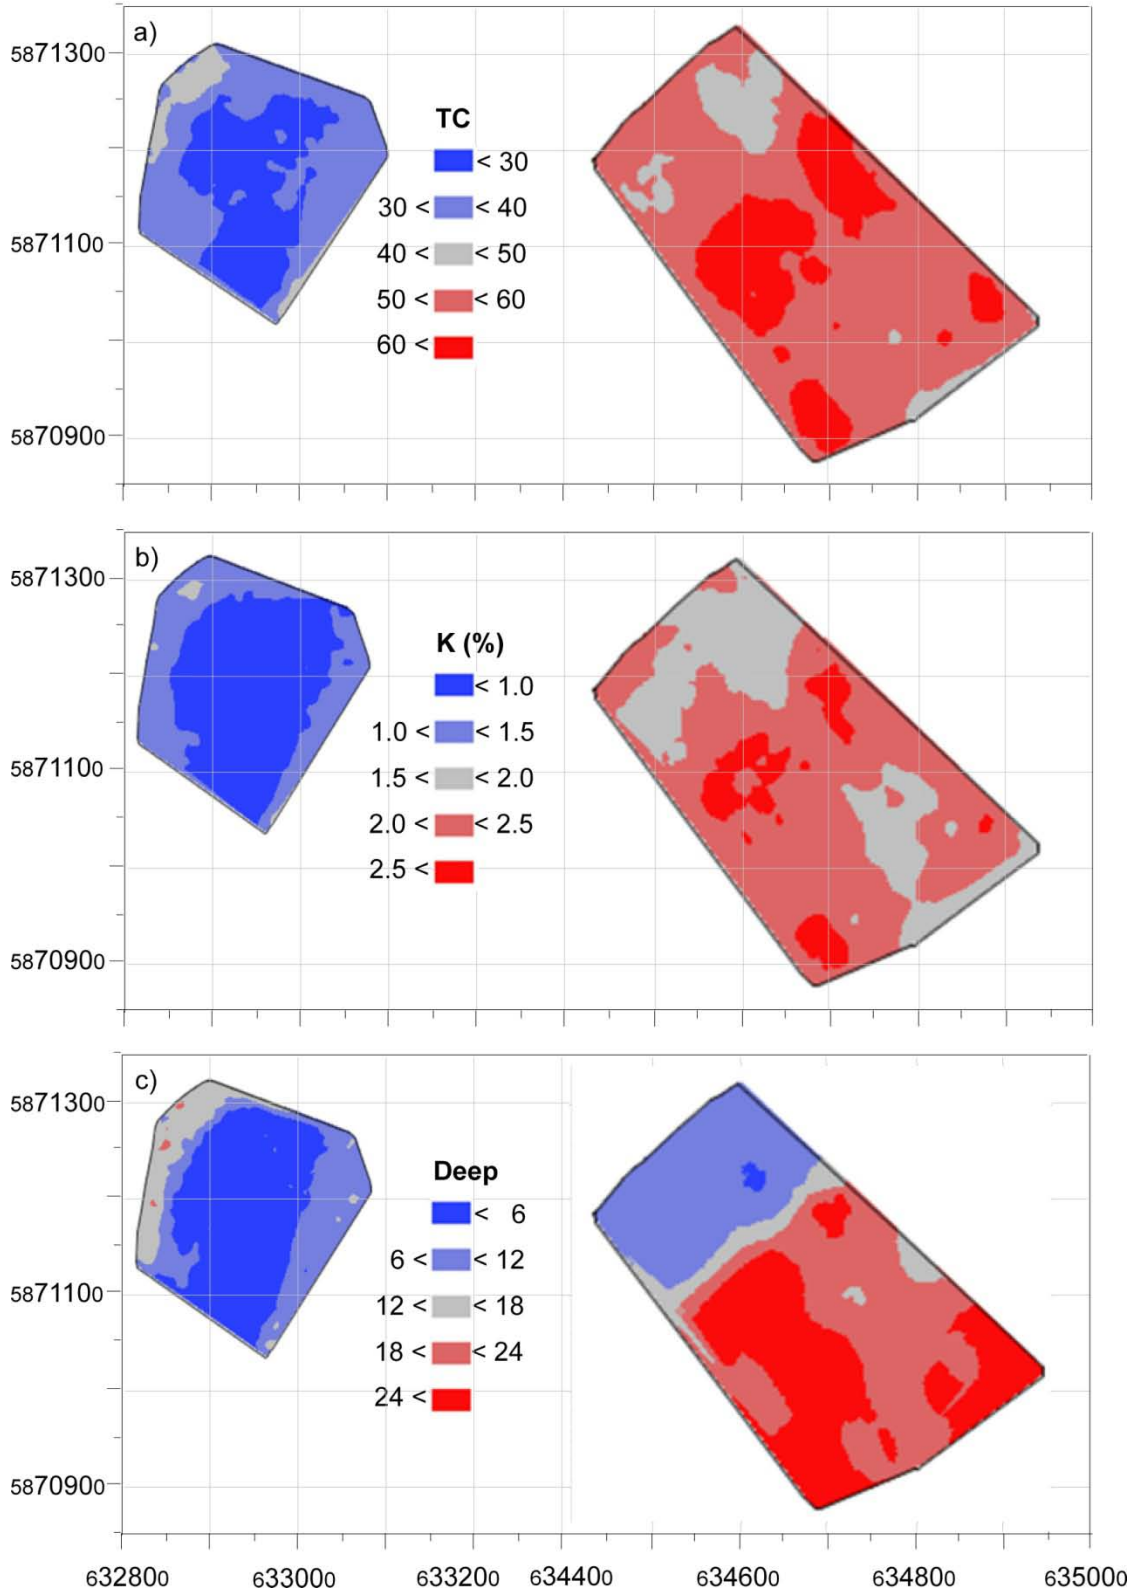 a)
5871300
TC
< 30
30 < < 40
5871100
40 < < 50
50 < < 60
60 <
5870900
b)
5871300
K (%)
< 1.0
1.0 < < 1.5
5871100
1.5 < < 2.0
2.0 < < 2.5
2.5 <
5870900
c)
5871300
Deep
< 6
6 < < 12
5871100
12 < < 18
18 < < 24
24 <
5870900
632800 633000 633200 634400 634600 634800 635000